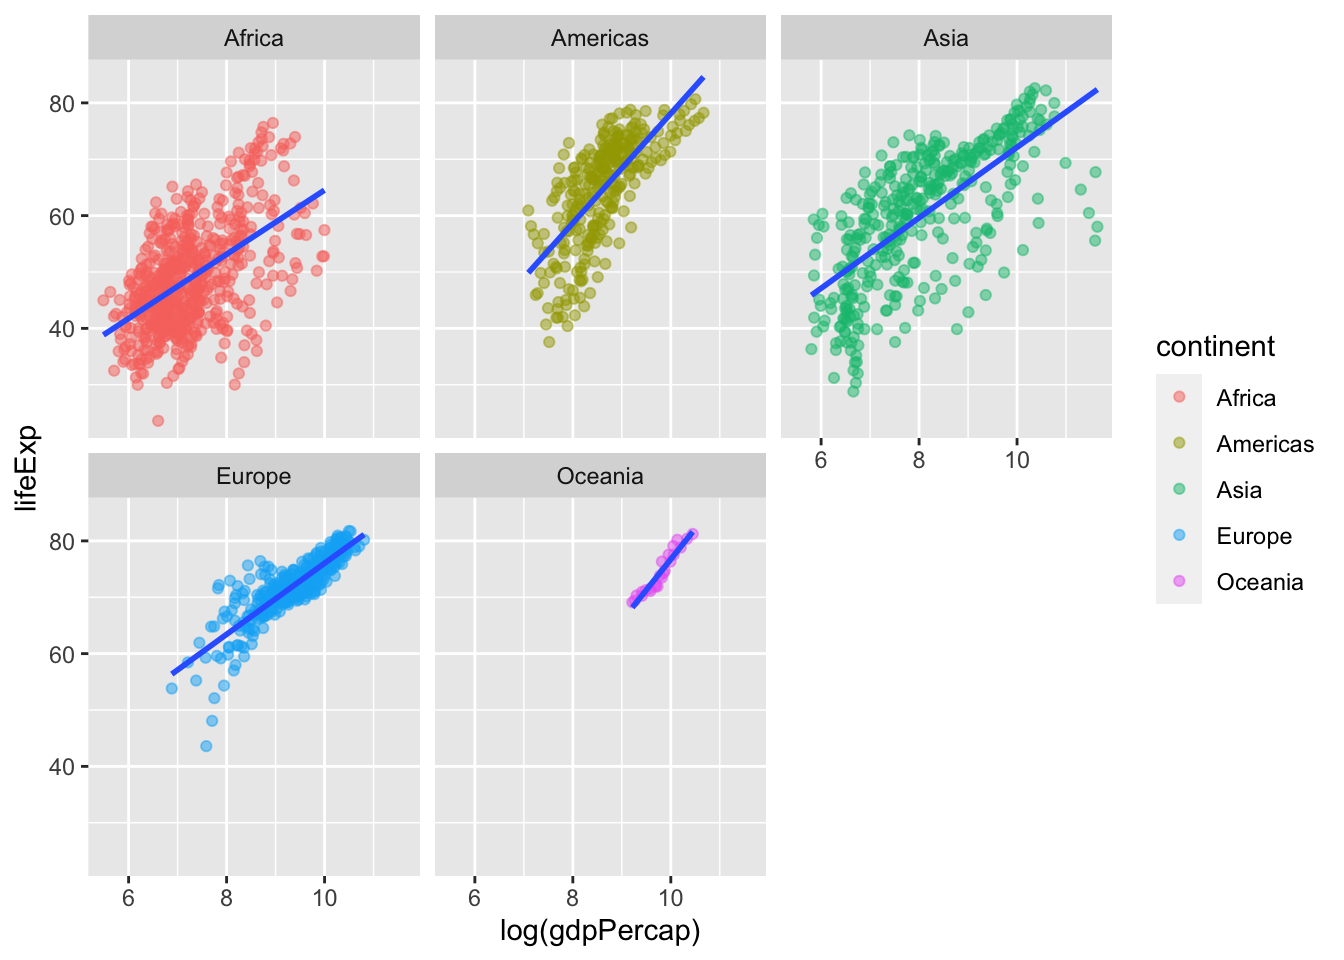 Africa Americas Asia
80
60
40
6 8 10
continent
Africa
Americas
Asia
Europe
Oceania
lifeExp
Europe Oceania
80
60
40
6 8 10 6 8 10
log(gdpPercap)